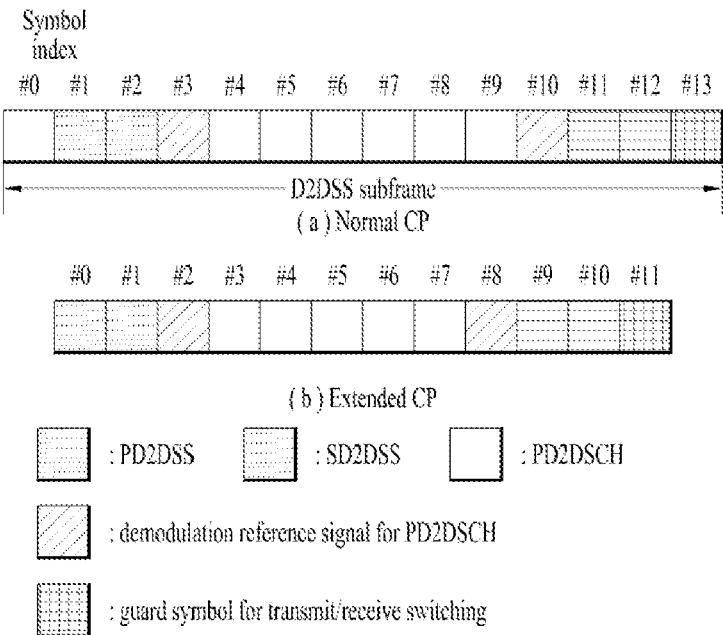 Symbol
index
#0 #1 #2 #3 #4 #5 #6 #7 #8 #9 #10 #11 #12 #13
D2DSS subframe
( a ) Normal CP
#0 #1 #2 #3 #4 #5 #6 #7 #8 #9 #10 #11
( b ) Extended CP
: PD2DSS : SD2DSS : PD2DSCH
: demodulation reference signal for PD2DSCH
: guard symbol for transmit/receive switching